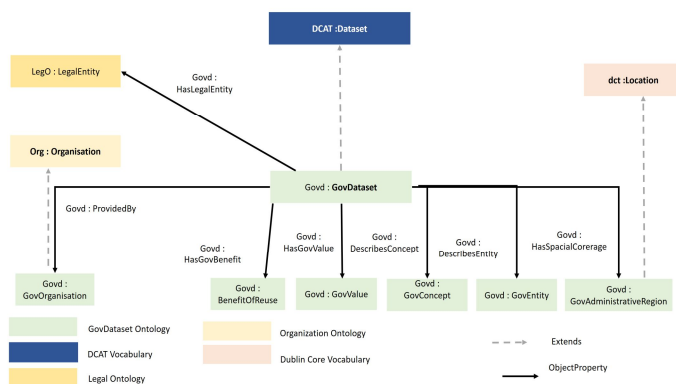 DCAT :Dataset
LegO : LegalEntity
Govd :
HasLegalEntity
dct :Location
Org : Organisation
Govd : GovDataset
Govd : ProvidedBy
Govd :
HasGovBenefit
Govd :
HasGovValue
Govd :
DescribesConcept
Govd :
DescribesEntity
Govd :
HasSpacialCorerage
Govd :
GovOrganisation
Govd :
BenefitOfReuse
Govd : GovValue
Govd :
GovConcept
Govd : GovEntity
Govd :
GovAdministrativeRegion
GovDataset Ontology
DCAT Vocabulary
Legal Ontology
Organization Ontology
Dublin Core Vocabulary
Extends
ObjectProperty